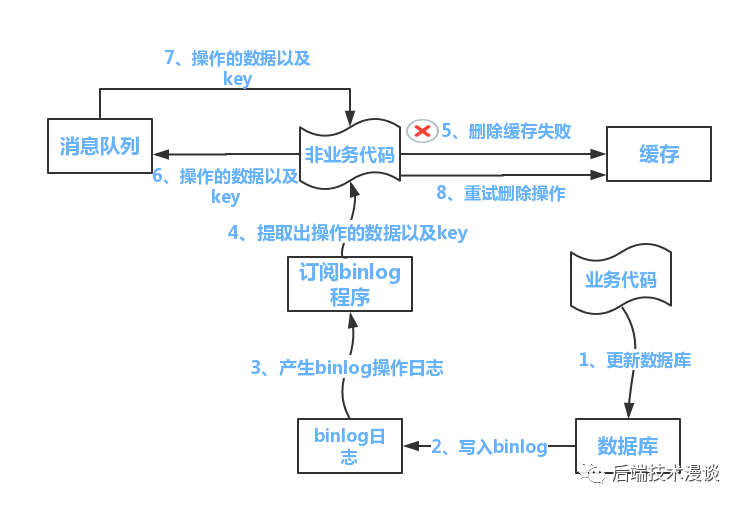 7、操作的数据以及
key
消息队列
非业务代码
5、删除缓存失败
缓存
6、操作的数据以及
key
8、重试删除操作
4、提取出操作的数据以及key
订阅binlog
程序
业务代码
3、产生binlog操作日志
1、更新数据库
binlog日
志
2、写入binlog
数据库
后端技术漫谈